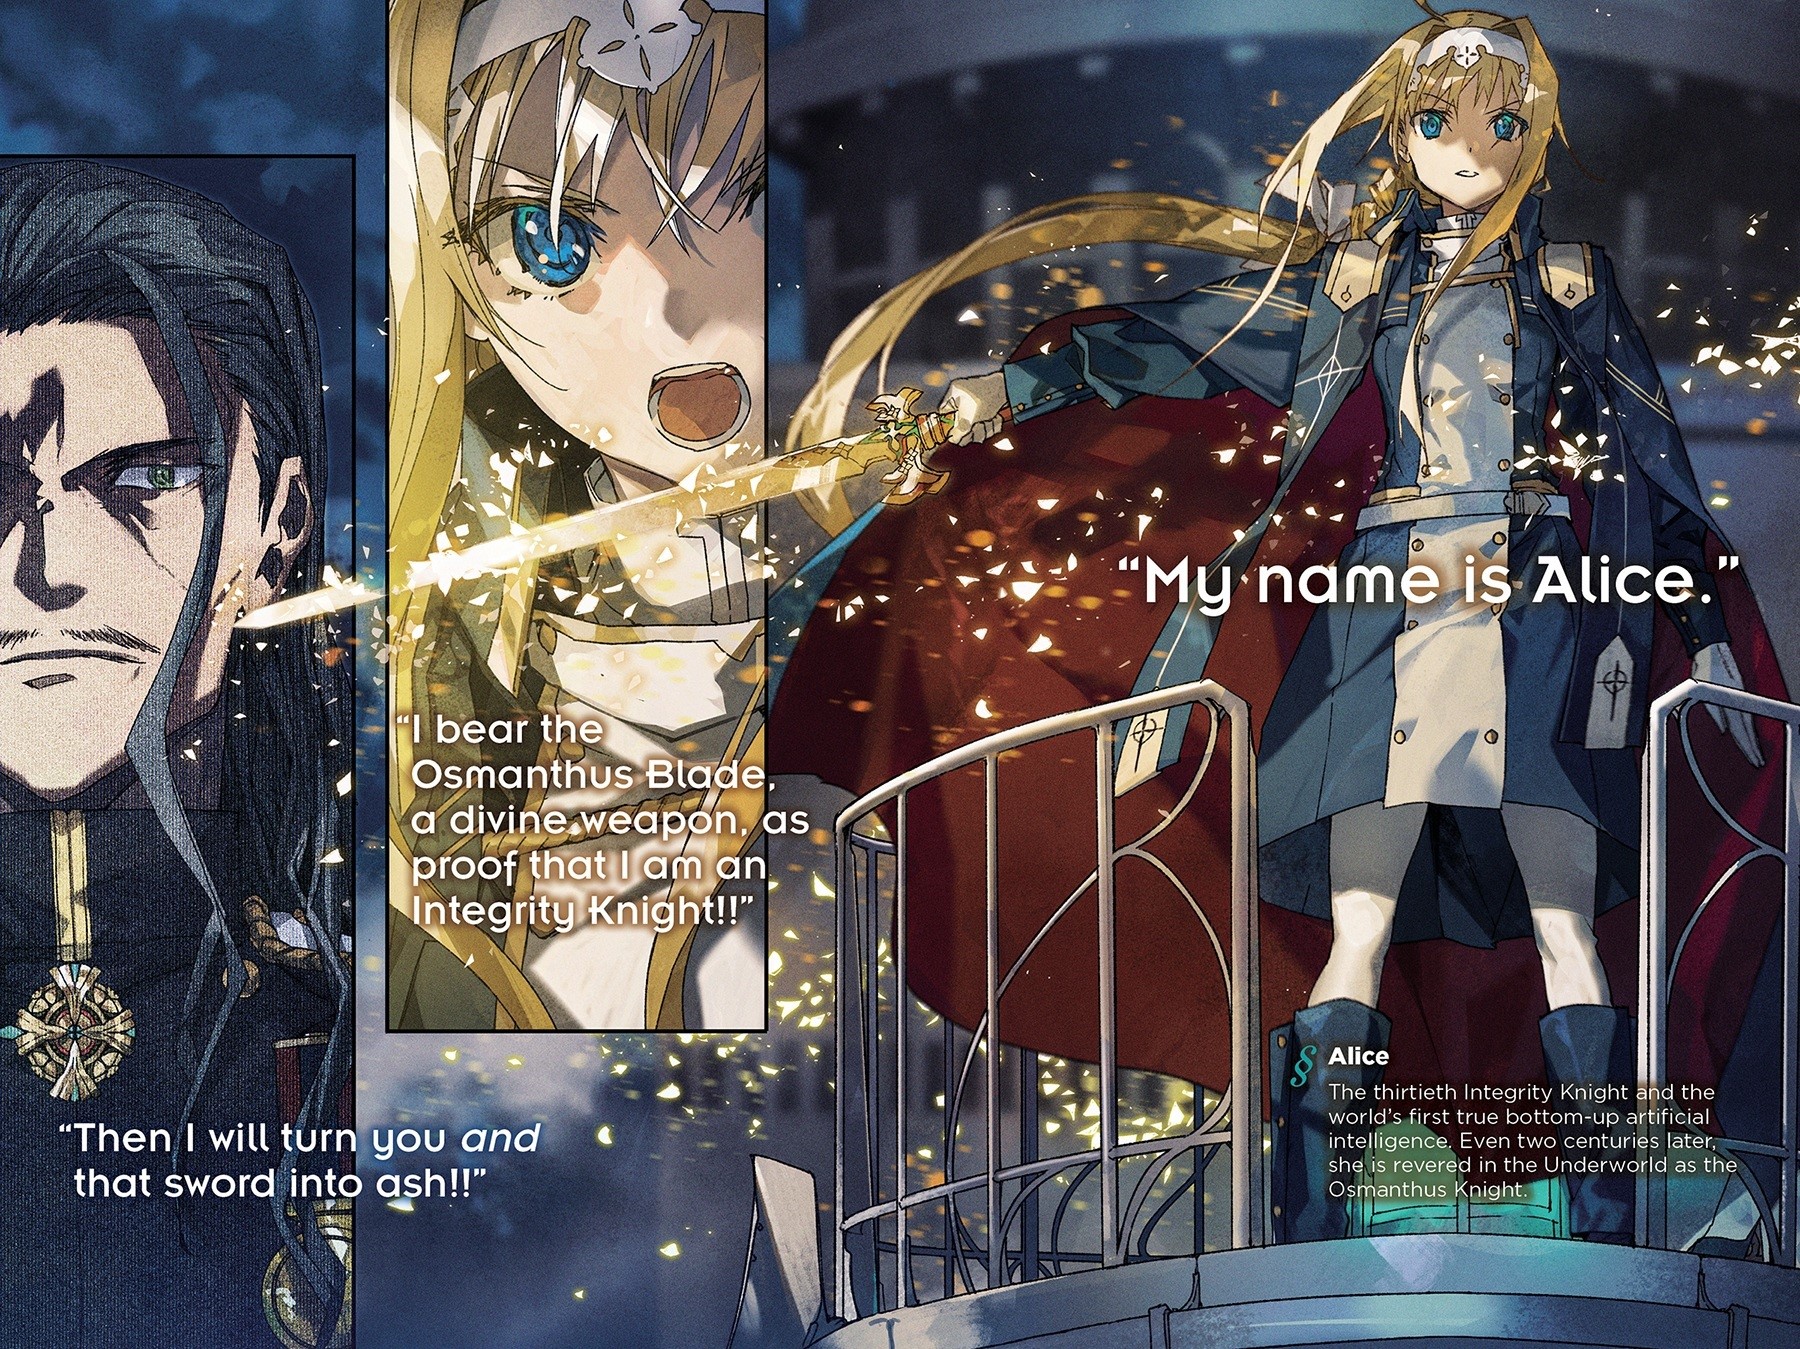 “My name is Alice.”
“I bear the
Osmanthus Blade,
a divine weapon, as
proof that I am an
Integrity Knight!!”
“Then I will turn you and
that sword into ash!!”
§ Alice
The thirtieth Integrity Knight and the
world’s first true bottom-up artificial
intelligence. Even two centuries later,
she is revered in the Underworld as the
Osmanthus Knight.